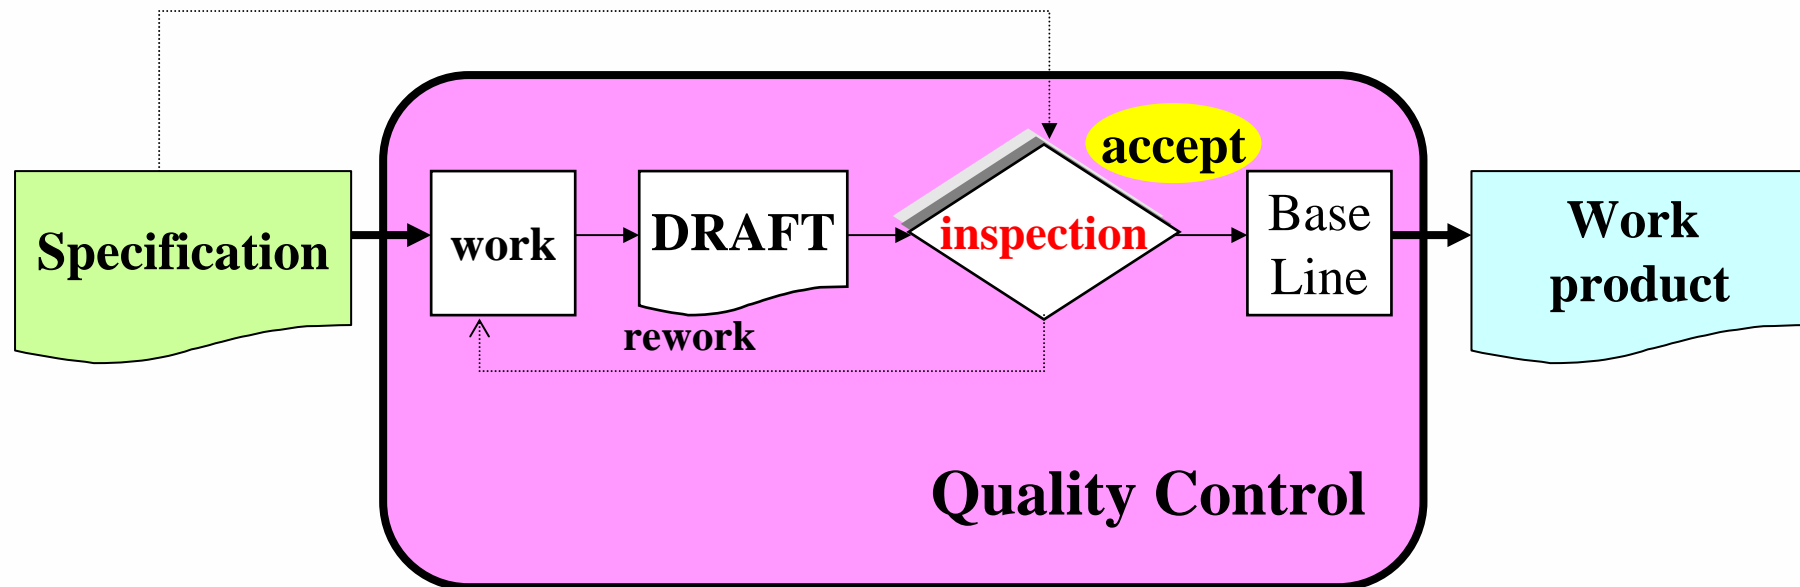 Specification
work
DRAFT
rework
inspection
accept
Base
Line
Work
product
Quality Control